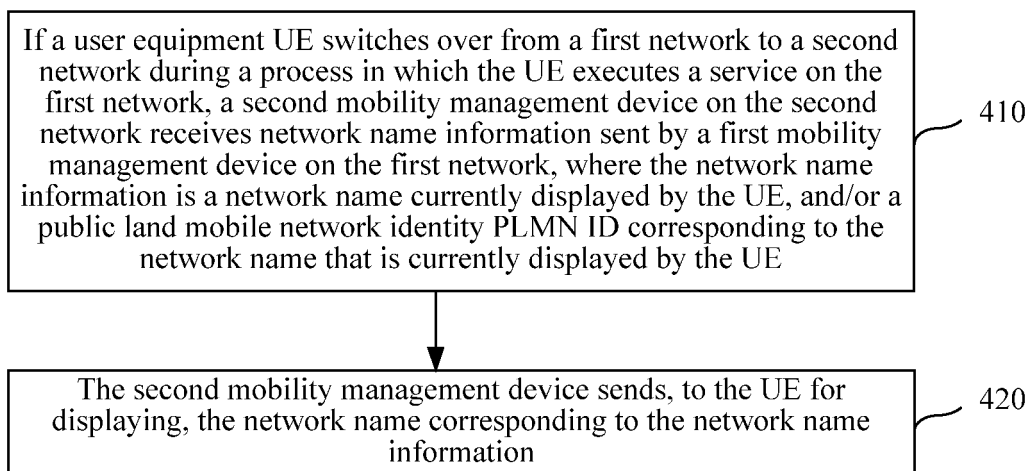 If a user equipment UE switches over from a first network to a second
network during a process in which the UE executes a service on the
first network, a second mobility management device on the second
network receives network name information sent by a first mobility
management device on the first network, where the network name
information is a network name currently displayed by the UE, and/or a
public land mobile network identity PLMN ID corresponding to the
network name that is currently displayed by the UE
410
The second mobility management device sends, to the UE for
displaying, the network name corresponding to the network name
information
420